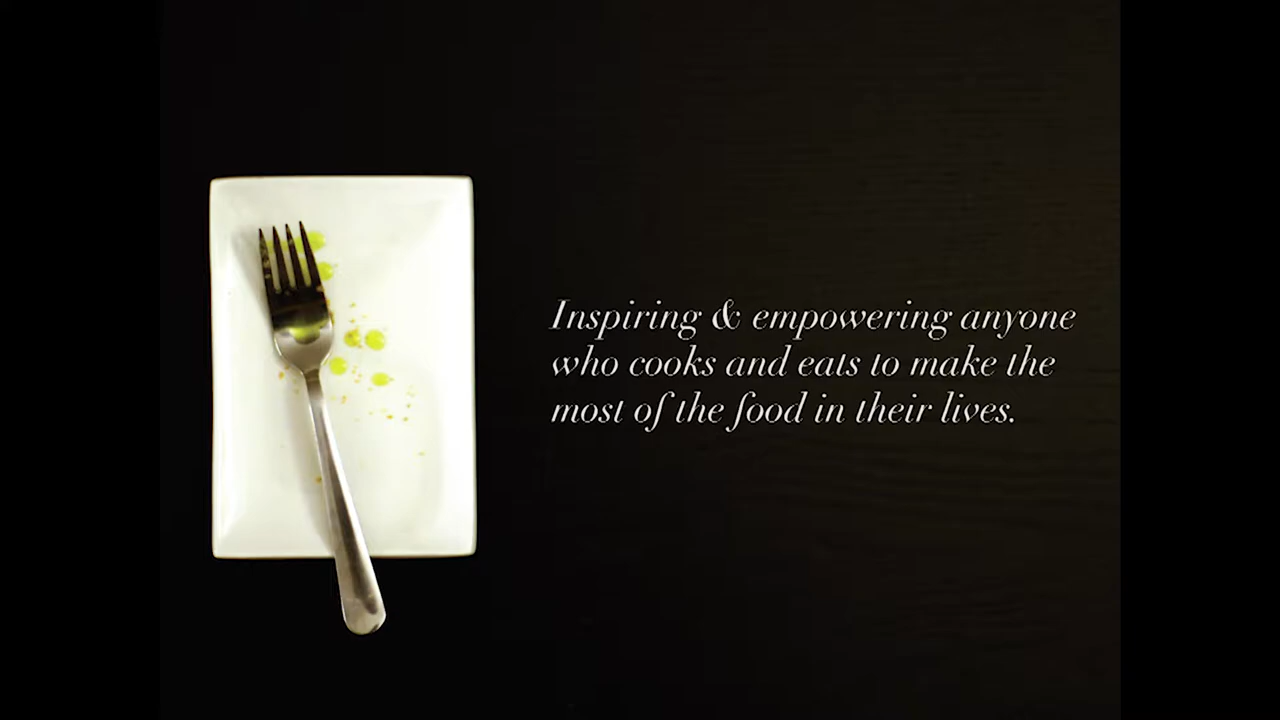 Inspiring & empowering anyone
who cooks and eats to make the
most of the food in their lives.